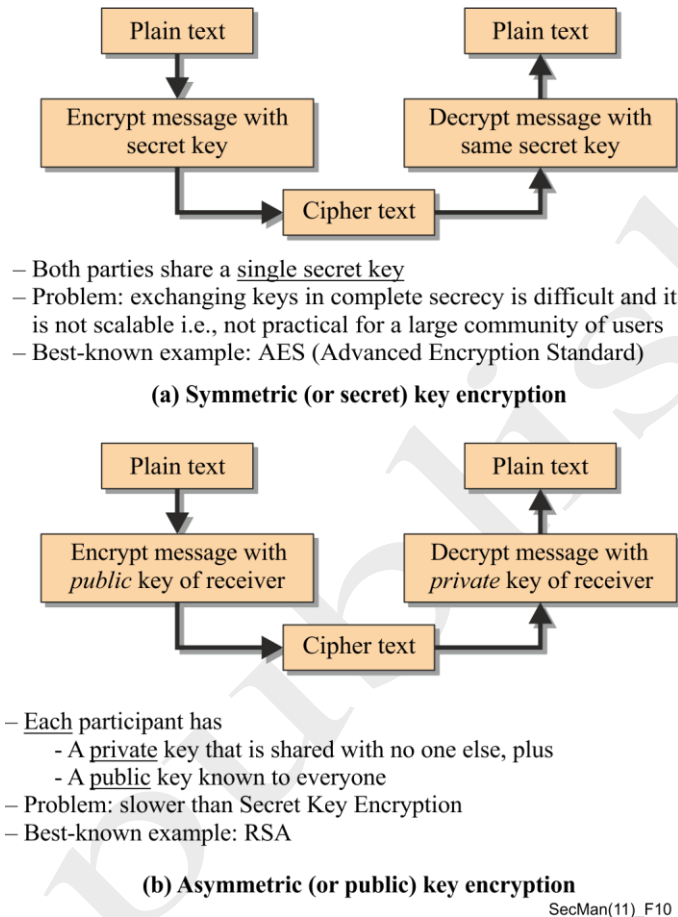 Plain text
Plain text
Encrypt message with
secret key
Decrypt message with
same secret key
Cipher text
– Both parties share a single secret key
– Problem: exchanging keys in complete secrecy is difficult and it
is not scalable i.e., not practical for a large community of users
– Best-known example: AES (Advanced Encryption Standard)
(a) Symmetric (or secret) key encryption
Plain text
Plain text
Encrypt message with
public key of receiver
Decrypt message with
private key of receiver
Cipher text
– Each participant has
- A private key that is shared with no one else, plus
- A public key known to everyone
– Problem: slower than Secret Key Encryption
– Best-known example: RSA
(b) Asymmetric (or public) key encryption
SecMan(11)_F10